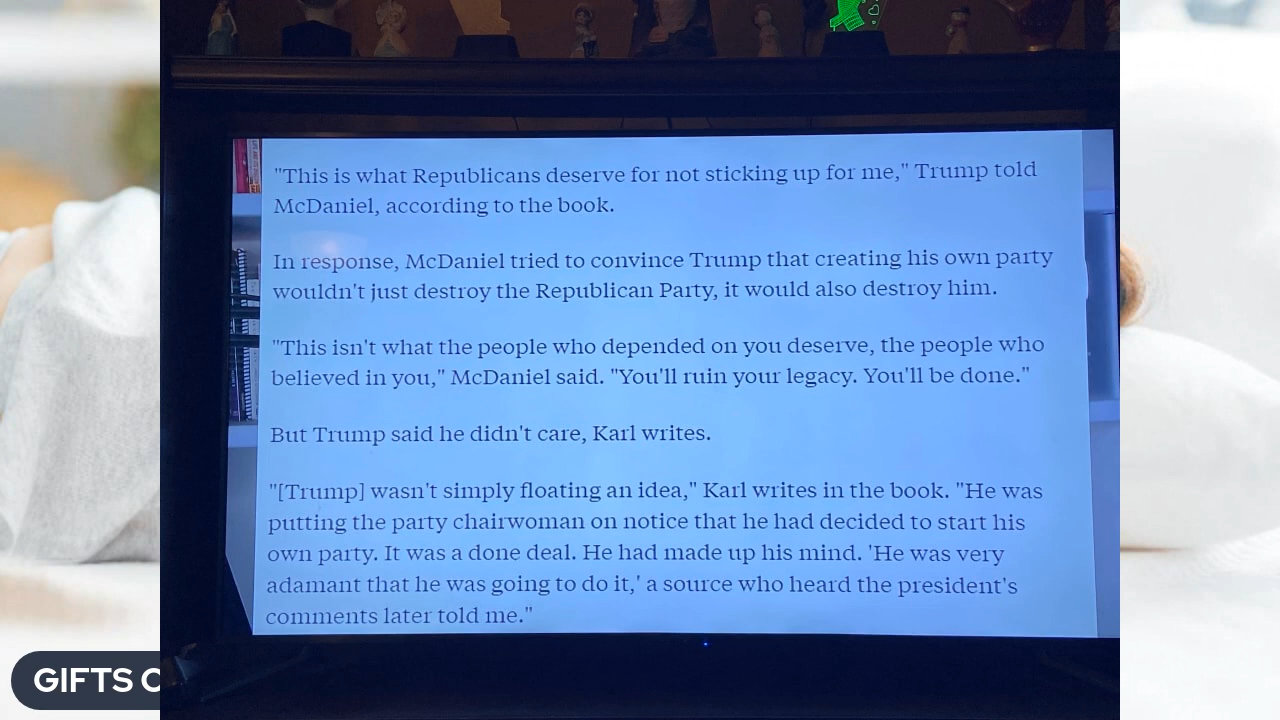 "This is what Republicans deserve for not sticking up for me," Trump told
McDaniel, according to the book.
In response, McDaniel tried to convince Trump that creating his own party
wouldn't just destroy the Republican Party, it would also destroy him.
"This isn't what the people who depended on you deserve, the people who
believed in you," McDaniel said. "You'll ruin your legacy. You'll be done."
But Trump said he didn't care, Karl writes.
"[Trump] wasn't simply floating an idea," Karl writes in the book. "He was
putting the party chairwoman on notice that he had decided to start his
own party. It was a done deal. He had made up his mind. 'He was very
adamant that he was going to do it,' a source who heard the president's
comments later told me."
GIFTS